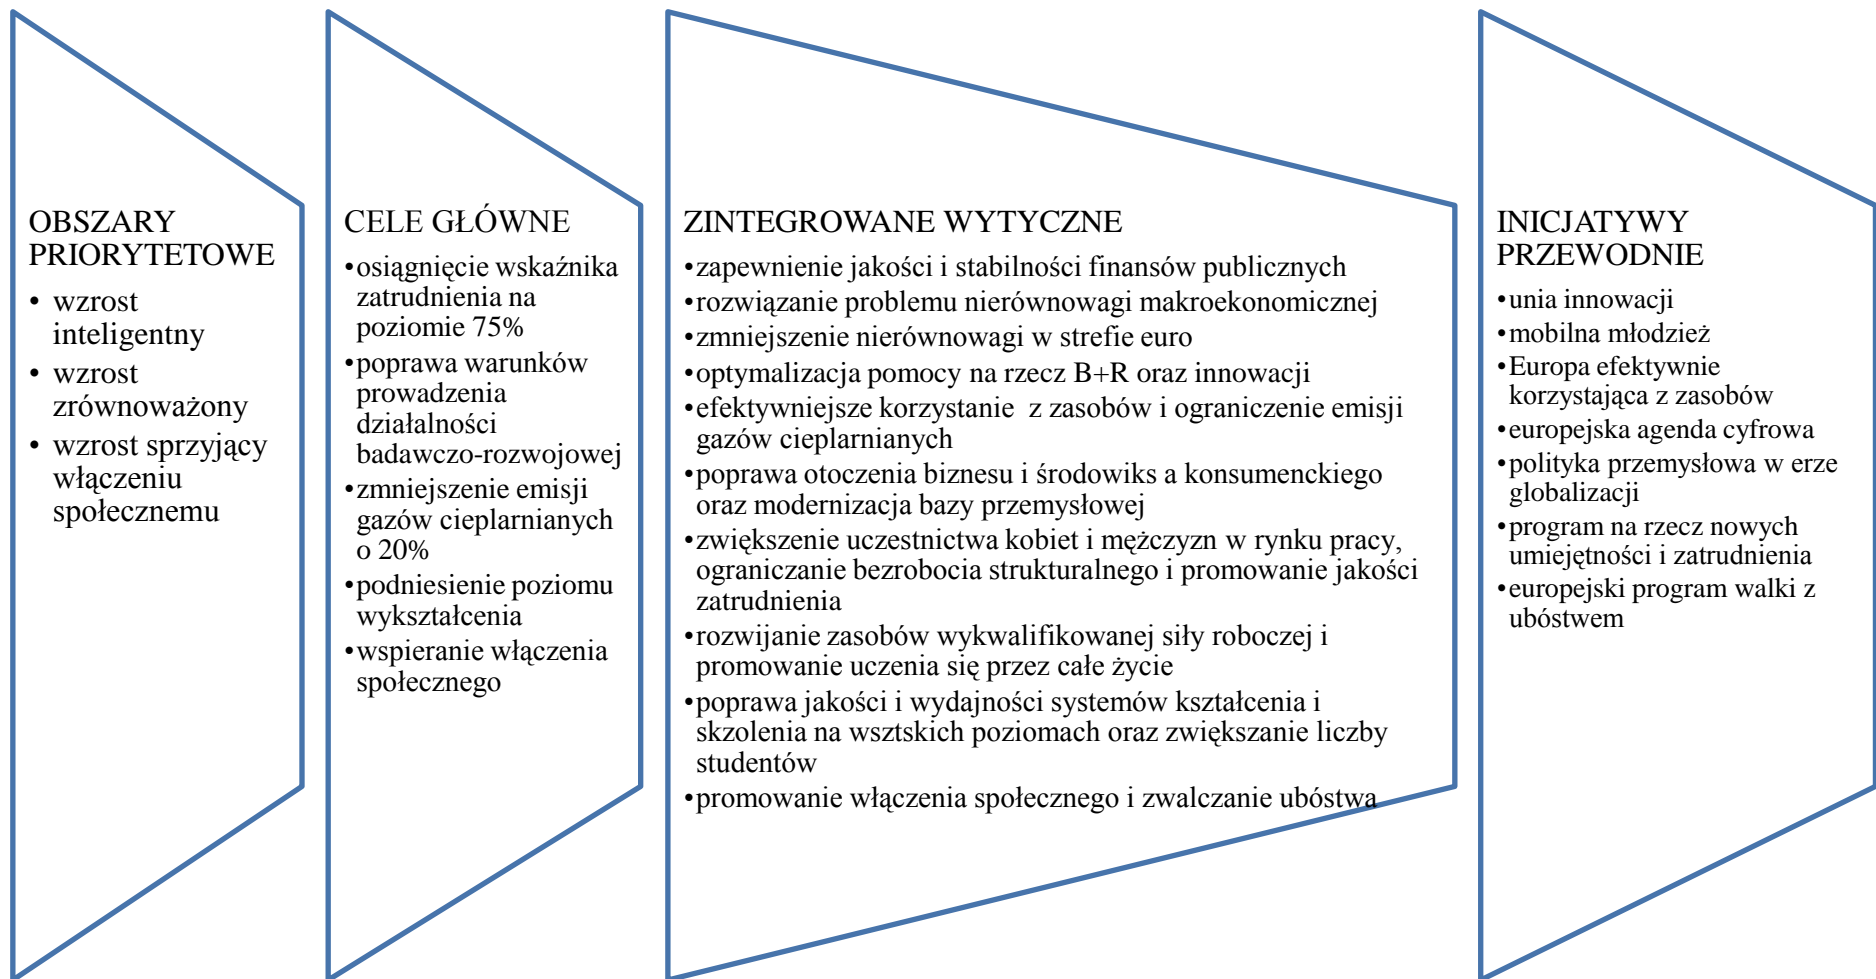 OBSZARY
PRIORYTETOWE
• wzrost
inteligentny
• wzrost
zrównoważony
• wzrost sprzyjący
włączeniu
społecznemu
CELE GŁÓWNE
•osiągnięcie wskaźnika
zatrudnienia na
poziomie 75%
•poprawa warunków
prowadzenia
działalności
badawczo-rozwojowej
•zmniejszenie emisji
gazów cieplarnianych
o 20%
•podniesienie poziomu
wykształcenia
•wspieranie włączenia
społecznego
ZINTEGROWANE WYTYCZNE
•zapewnienie jakości i stabilności finansów publicznych
•rozwiązanie problemu nierównowagi makroekonomicznej
•zmniejszenie nierównowagi w strefie euro
•optymalizacja pomocy na rzecz B+R oraz innowacji
•efektywniejsze korzystanie z zasobów i ograniczenie emisji
gazów cieplarnianych
•poprawa otoczenia biznesu i środowiks a konsumenckiego
oraz modernizacja bazy przemysłowej
•zwiększenie uczestnictwa kobiet i mężczyzn w rynku pracy,
ograniczanie bezrobocia strukturalnego i promowanie jakości
zatrudnienia
•rozwijanie zasobów wykwalifikowanej siły roboczej i
promowanie uczenia się przez całe życie
•poprawa jakości i wydajności systemów kształcenia i
skzolenia na wsztskich poziomach oraz zwiększanie liczby
studentów
•promowanie włączenia społecznego i zwalczanie ubóstwa
INICJATYWY
PRZEWODNIE
•unia innowacji
•mobilna młodzież
•Europa efektywnie
korzystająca z zasobów
•europejska agenda cyfrowa
•polityka przemysłowa w erze
globalizacji
•program na rzecz nowych
umiejętności i zatrudnienia
•europejski program walki z
ubóstwem